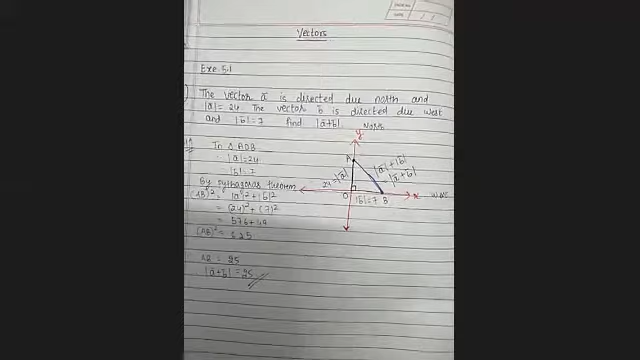 Vectors
Exe 5.1
The vector a̅ is directed due north and
|a̅| = 24 The vector b̅ is directed due west
and |b̅| = 7 find |a̅+b̅|
North
y
In △ AOB
|a̅| = 24
|b̅| = 7
By pythagoras theorem
(AB)² = |a̅|² + |b̅|²
= (24)² + (7)²
= 576 + 49
(AB)² = 625
AB = 25
|a̅+b̅| = 25
A
24 = |a̅|
|a̅|+|b̅|
|a̅+b̅|
O |b̅| = 7 B
x
West